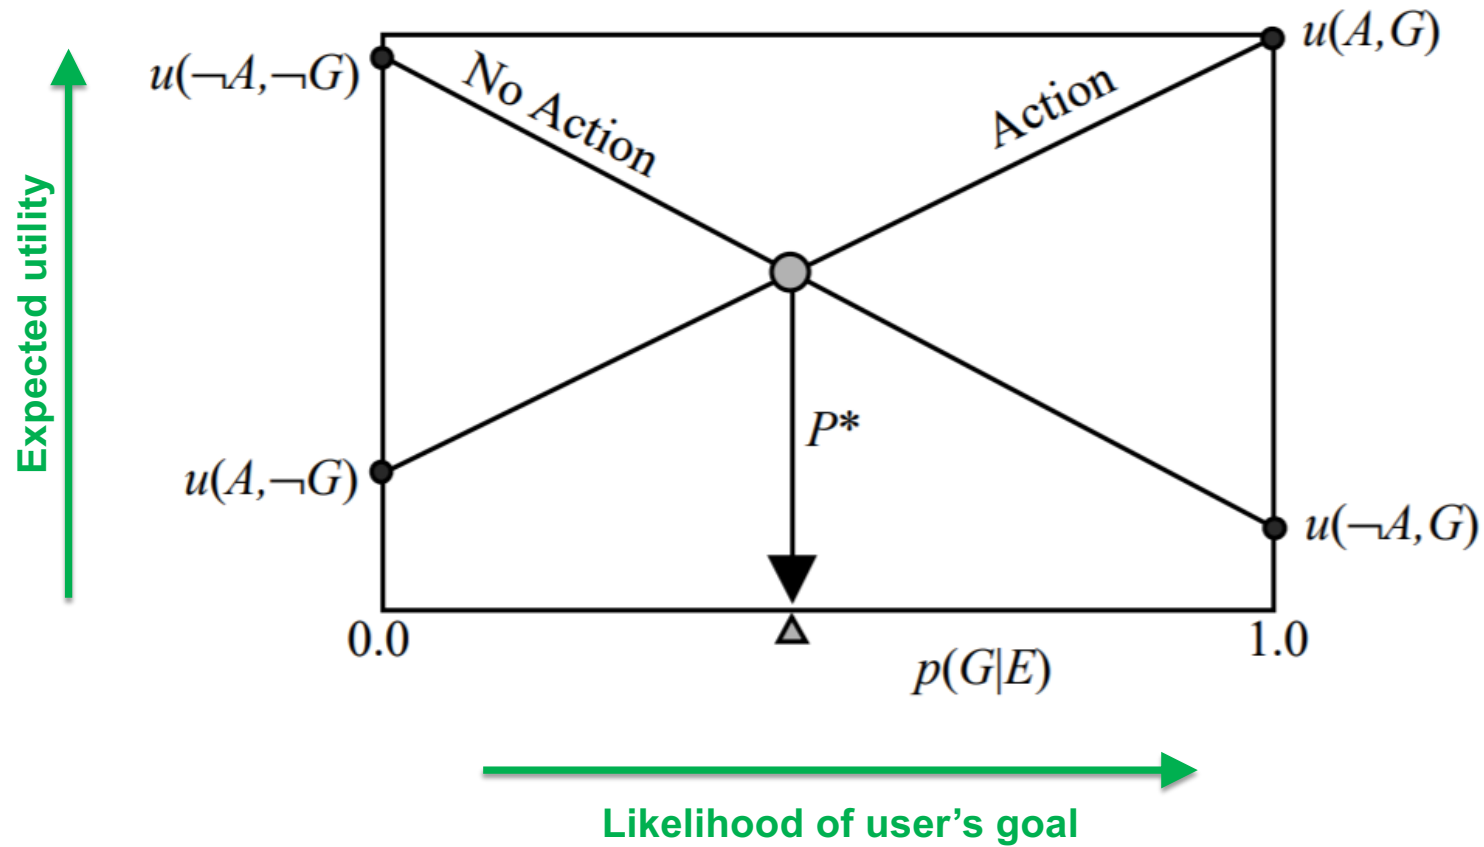 u(A,G)
u(¬A,¬G)
No Action
Action
Expected utility
P*
u(A,¬G)
u(¬A,G)
0.0
1.0
p(G|E)
Likelihood of user's goal